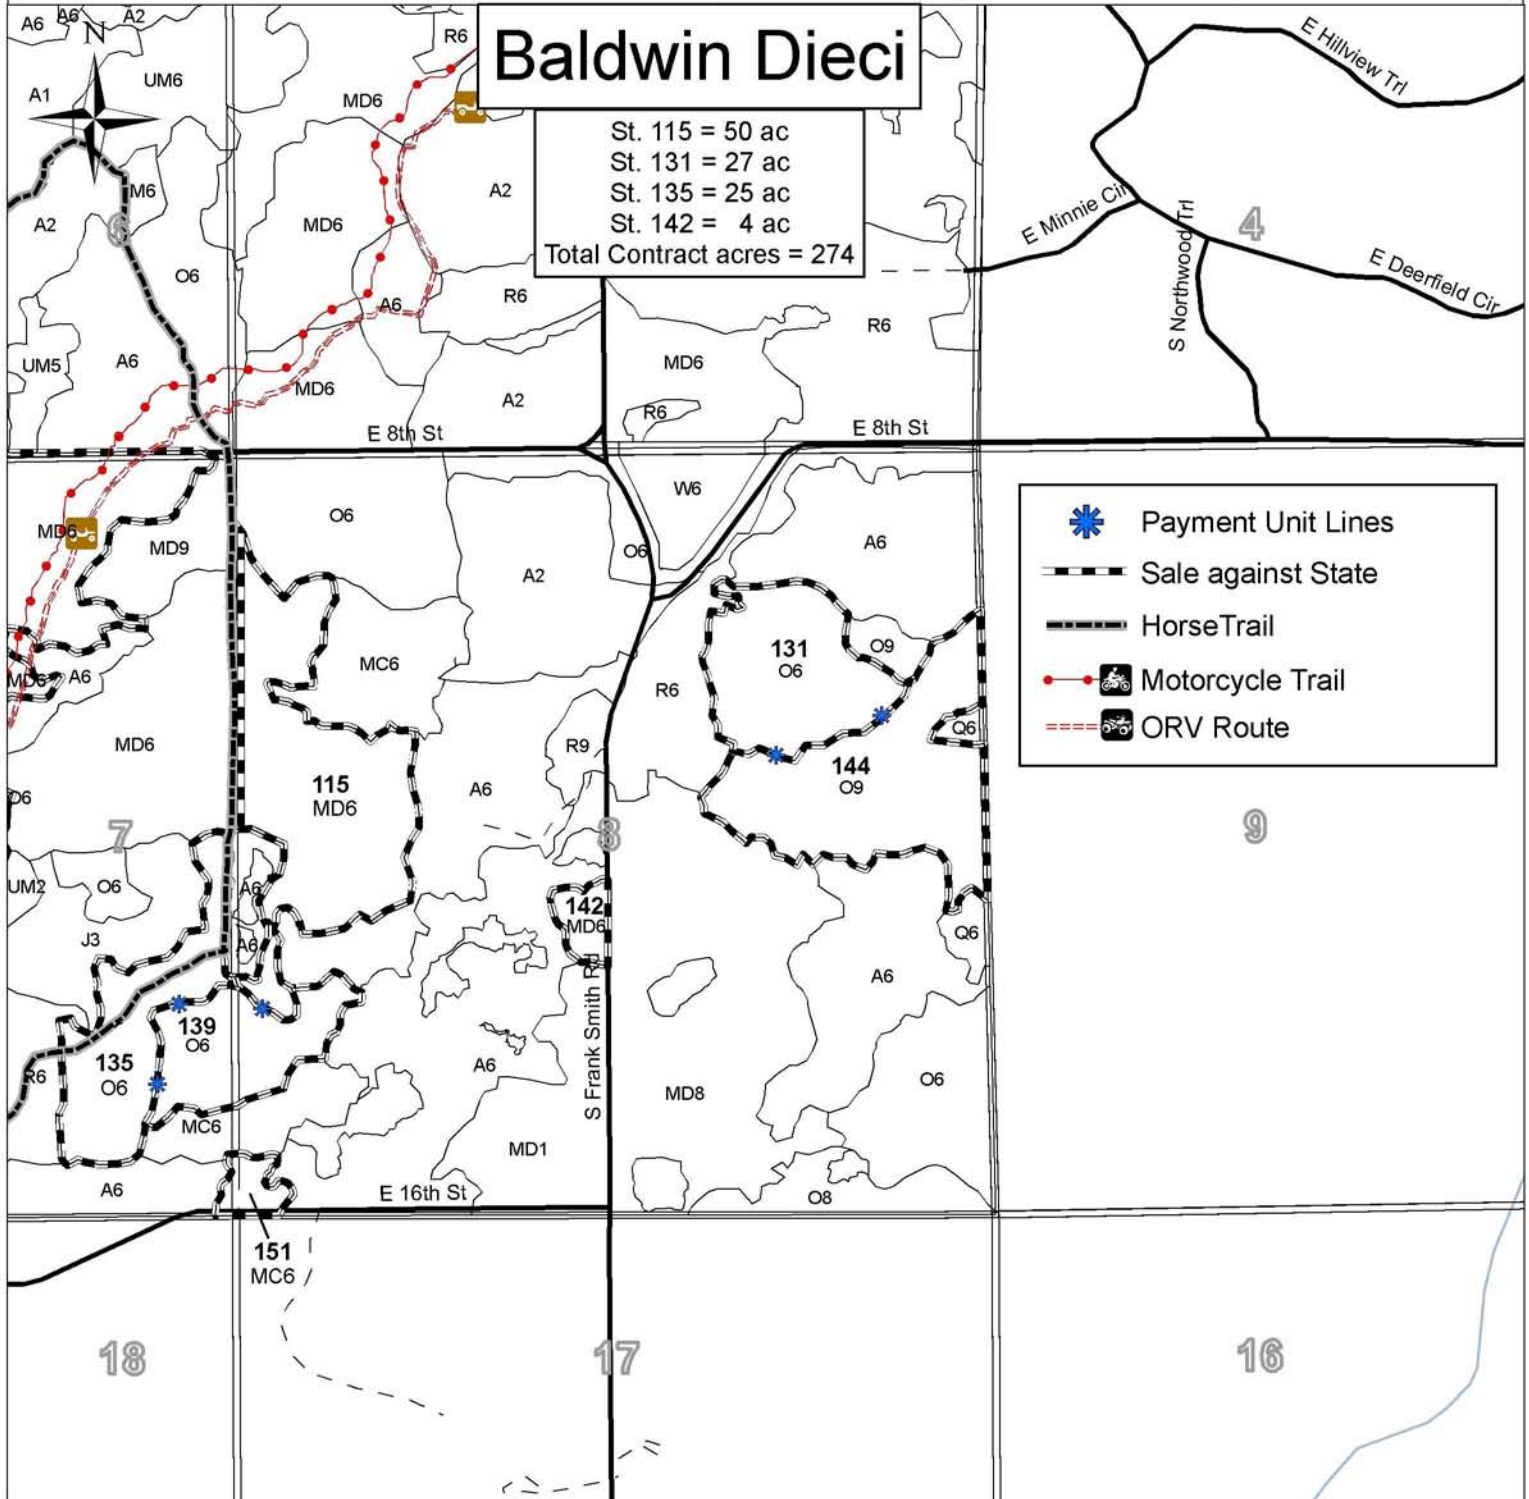 Baldwin Dieci
St. 115 = 50 ac
St. 131 = 27 ac
St. 135 = 25 ac
St. 142 = 4 ac
Total Contract acres = 274
N
A6
A6
A2
R6
A1
UM6
MD6
M6
A2
6
MD6
A2
O6
A6
R6
UM5
A6
MD6
A2
MD6
R6
R6
E 8th St
E 8th St
E Hillview Trl
E Minnie Cir
S Northwood Trl
4
E Deerfield Cir
MD6
MD9
O6
A2
O6
W6
A6
Payment Unit Lines
Sale against State
HorseTrail
Motorcycle Trail
ORV Route
MD6
A6
MC6
R6
131
O6
O9
MD6
R9
Q6
115
MD6
A6
144
O9
D6
7
8
9
UM2
O6
A6
142
MD6
J3
A6
Q6
A6
139
O6
135
O6
R6
A6
S Frank Smith Rd
MD8
O6
MC6
MD1
A6
E 16th St
O8
151
MC6
18
17
16